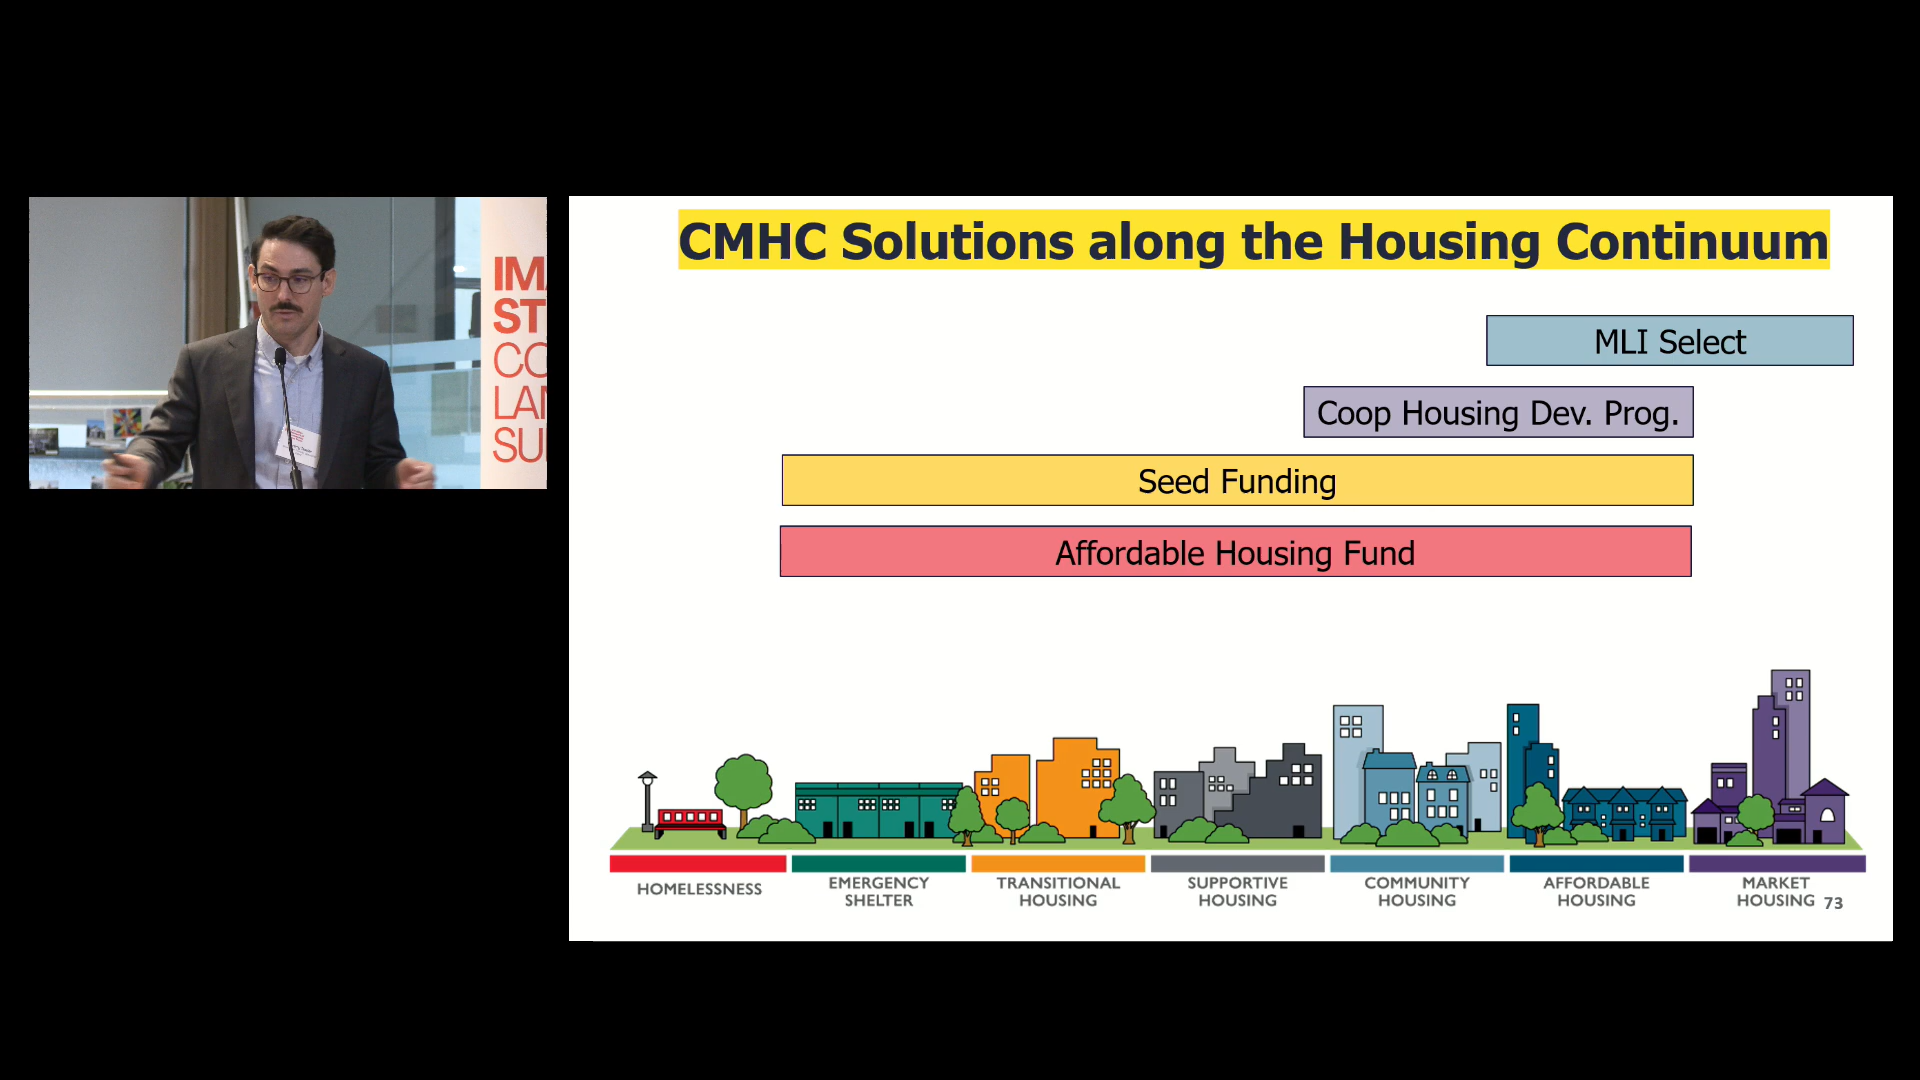 IM
ST
CO
LAN
SU
CMHC Solutions along the Housing Continuum
MLI Select
Coop Housing Dev. Prog.
Seed Funding
Affordable Housing Fund
HOMELESSNESS
EMERGENCY
SHELTER
TRANSITIONAL
HOUSING
SUPPORTIVE
HOUSING
COMMUNITY
HOUSING
AFFORDABLE
HOUSING
MARKET
HOUSING
73